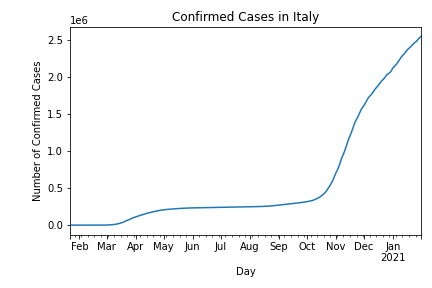 Confirmed Cases in Italy
1e6
Number of Confirmed Cases
2.5
2.0
1.5
1.0
0.5
0.0
Feb Mar Apr May Jun Jul Aug Sep Oct Nov Dec Jan
2021
Day